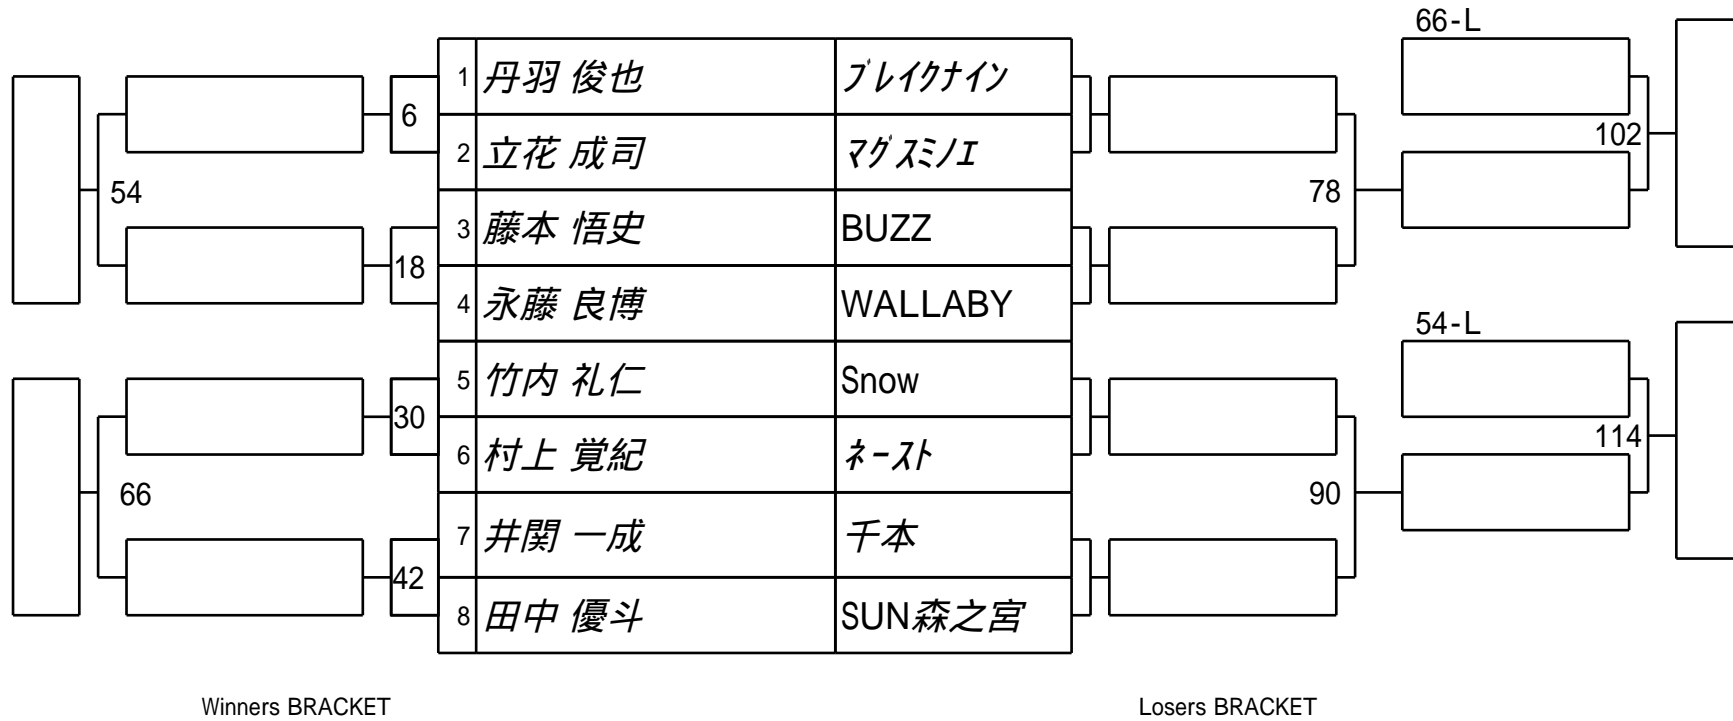 66-L
1 丹羽 俊也 ブレイクナイン
6
102
2 立花 成司 マグスミノエ
54
78
3 藤本 悟史 BUZZ
18
4 永藤 良博 WALLABY
54-L
5 竹内 礼仁 Snow
30
114
6 村上 覚紀 ネースト
66
90
7 井関 一成 千本
42
8 田中 優斗 SUN森之宮
Winners BRACKET
Losers BRACKET